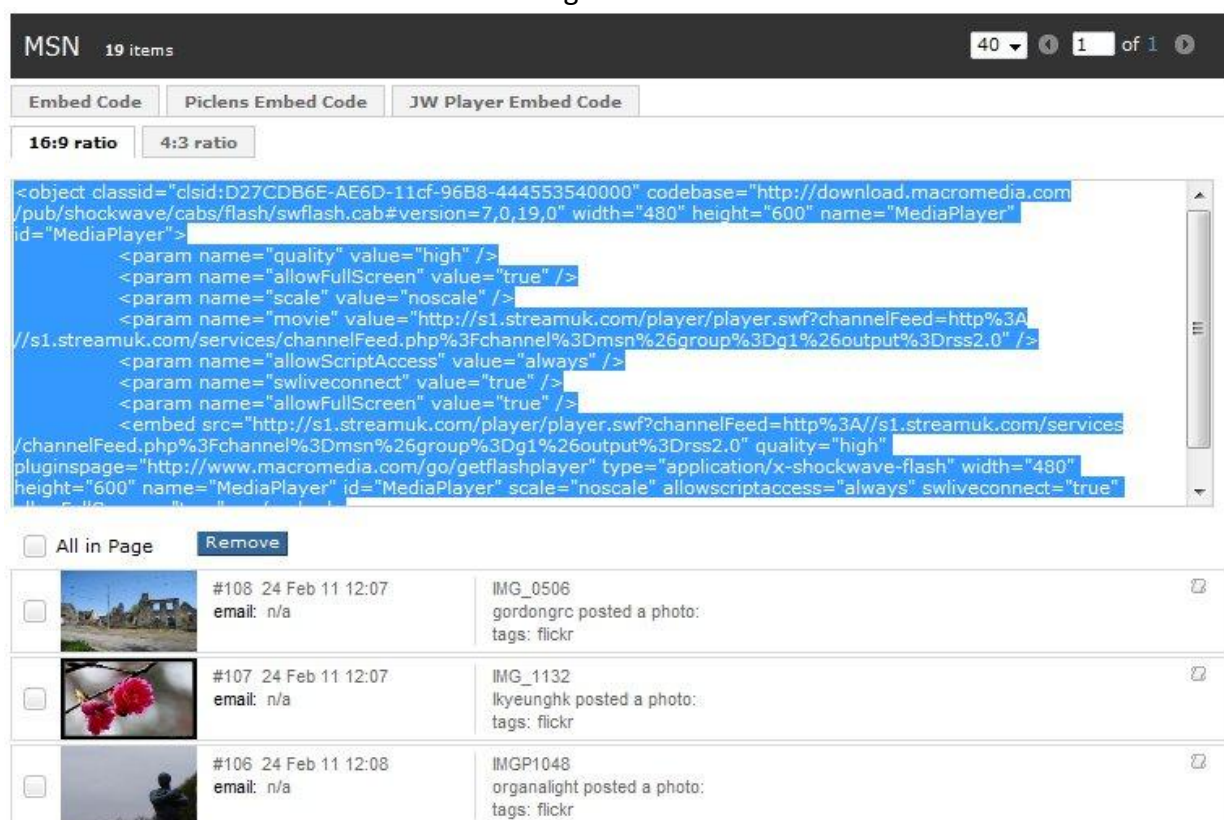 MSN 19 items 40 1 of 1
Embed Code Piclens Embed Code JW Player Embed Code
16:9 ratio 4:3 ratio
<object classid="clsid:D27CDB6E-AE6D-11cf-96B8-444553540000" codebase="http://download.macromedia.com
/pub/shockwave/cabs/flash/swflash.cab#version=7,0,19,0" width="480" height="600" name="MediaPlayer"
id="MediaPlayer">
<param name="quality" value="high" />
<param name="allowFullScreen" value="true" />
<param name="scale" value="noscale" />
<param name="movie" value="http://s1.streamuk.com/player/player.swf?channelFeed=http%3A
//s1.streamuk.com/services/channelFeed.php%3Fchannel%3Dmsn%26group%3Dg1%26output%3Drss2.0" />
<param name="allowScriptAccess" value="always" />
<param name="swliveconnect" value="true" />
<param name="allowFullScreen" value="true" />
<embed src="http://s1.streamuk.com/player/player.swf?channelFeed=http%3A//s1.streamuk.com/services
/channelFeed.php%3Fchannel%3Dmsn%26group%3Dg1%26output%3Drss2.0" quality="high"
pluginspage="http://www.macromedia.com/go/getflashplayer" type="application/x-shockwave-flash" width="480"
height="600" name="MediaPlayer" id="MediaPlayer" scale="noscale" allowscriptaccess="always" swliveconnect="true"
All in Page Remove
#108 24 Feb 11 12:07 IMG_0506
email: n/a gordongrc posted a photo:
tags: flickr
#107 24 Feb 11 12:07 IMG_1132
email: n/a lkyeunghk posted a photo:
tags: flickr
#106 24 Feb 11 12:08 IMGP1048
email: n/a organalight posted a photo:
tags: flickr